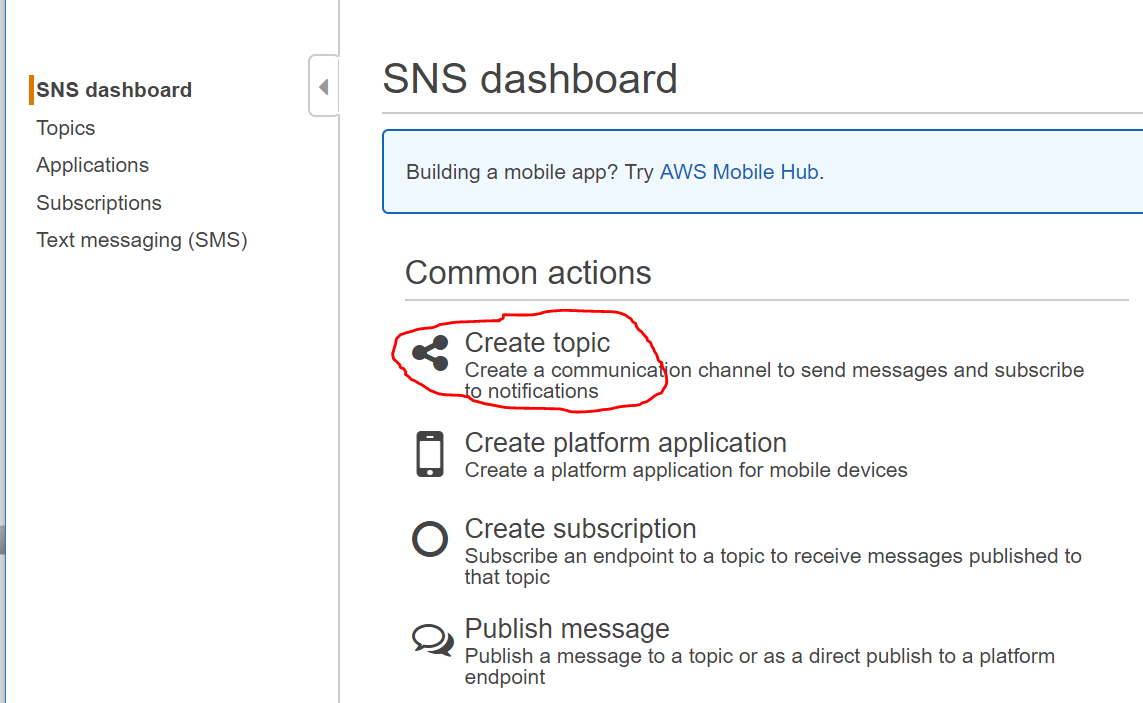 SNS dashboard
Topics
Applications
Subscriptions
Text messaging (SMS)
SNS dashboard
Building a mobile app? Try AWS Mobile Hub.
Common actions
Create topic
Create a communication channel to send messages and subscribe
to notifications
Create platform application
Create a platform application for mobile devices
Create subscription
Subscribe an endpoint to a topic to receive messages published to
that topic
Publish message
Publish a message to a topic or as a direct publish to a platform
endpoint